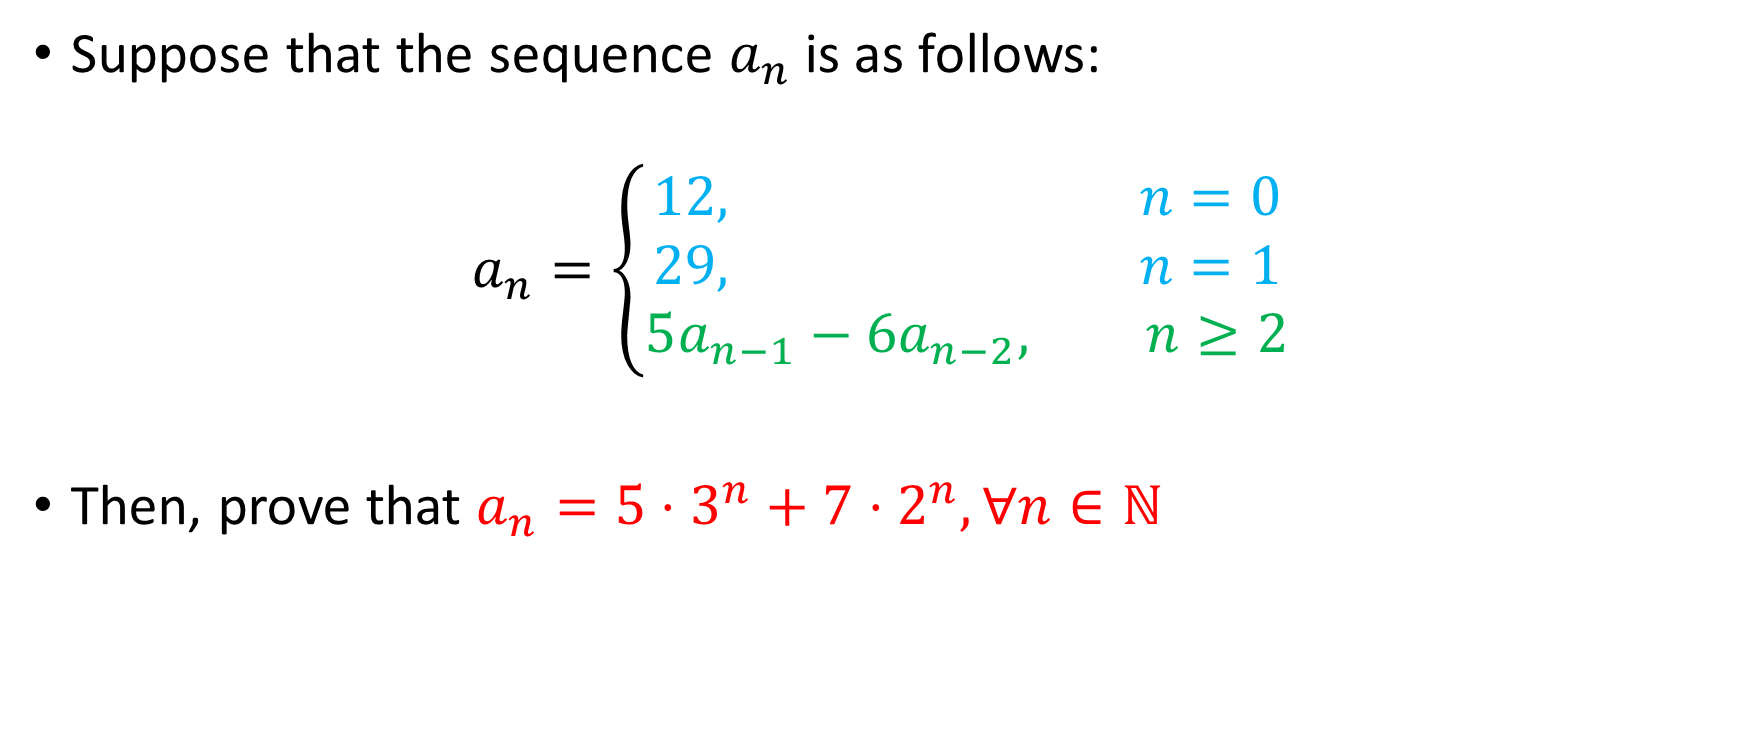 • Suppose that the sequence aₙ is as follows:
12, n = 0
29, n = 1
aₙ = { 5aₙ₋₁ − 6aₙ₋₂, n ≥ 2
• Then, prove that aₙ = 5 · 3ⁿ + 7 · 2ⁿ, ∀n ∈ ℕ